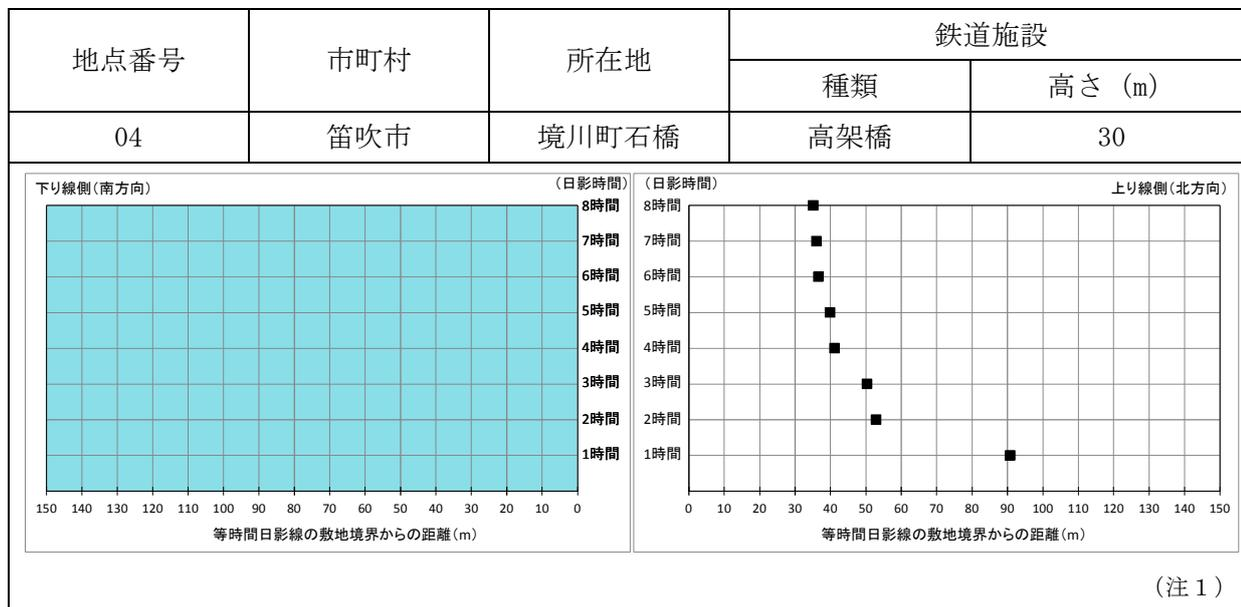 地点番号 市町村 所在地 鉄道施設
種類 高さ (m)
04 笛吹市 境川町石橋 高架橋 30
下り線側(南方向) (日影時間)
8時間
7時間
6時間
5時間
4時間
3時間
2時間
1時間
150 140 130 120 110 100 90 80 70 60 50 40 30 20 10 0
等時間日影線の敷地境界からの距離(m)
(日影時間) 上り線側(北方向)
8時間
7時間
6時間
5時間
4時間
3時間
2時間
1時間
0 10 20 30 40 50 60 70 80 90 100 110 120 130 140 150
等時間日影線の敷地境界からの距離(m)
(注1)